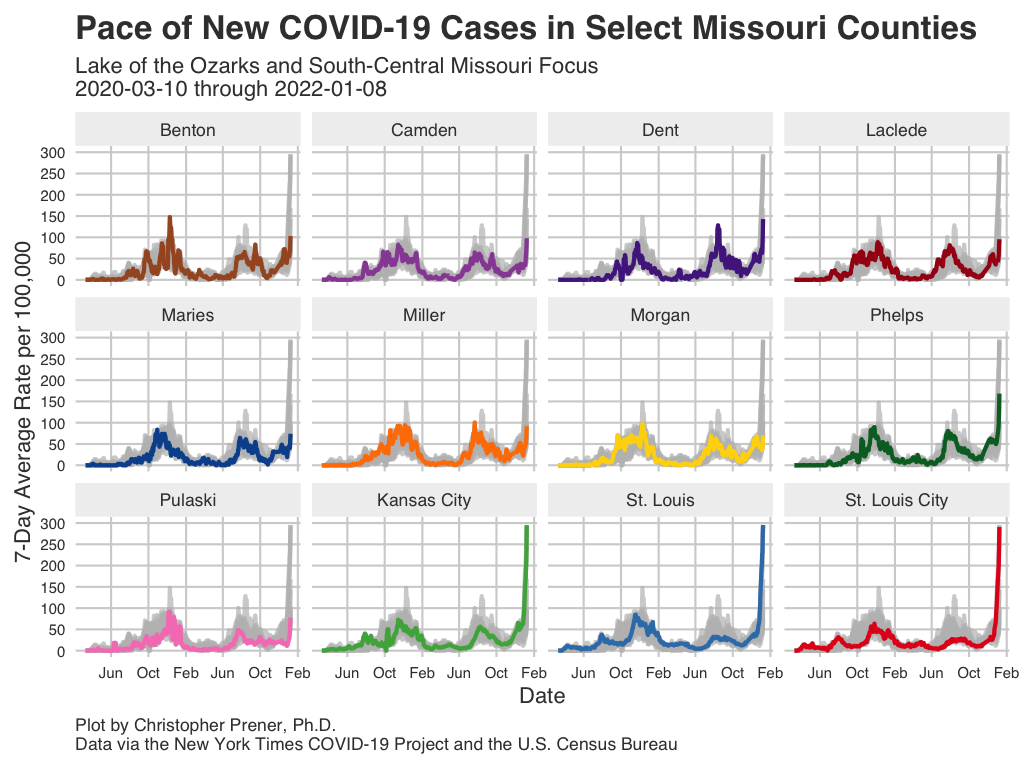 Pace of New COVID-19 Cases in Select Missouri Counties
Lake of the Ozarks and South-Central Missouri Focus
2020-03-10 through 2022-01-08
7-Day Average Rate per 100,000
Benton Camden Dent Laclede
300
250
200
150
100
50
0
Maries Miller Morgan Phelps
300
250
200
150
100
50
0
Pulaski Kansas City St. Louis St. Louis City
300
250
200
150
100
50
0
Jun Oct Feb Jun Oct Feb Jun Oct Feb Jun Oct Feb Jun Oct Feb Jun Oct Feb Jun Oct Feb Jun Oct Feb
Date
Plot by Christopher Prener, Ph.D.
Data via the New York Times COVID-19 Project and the U.S. Census Bureau